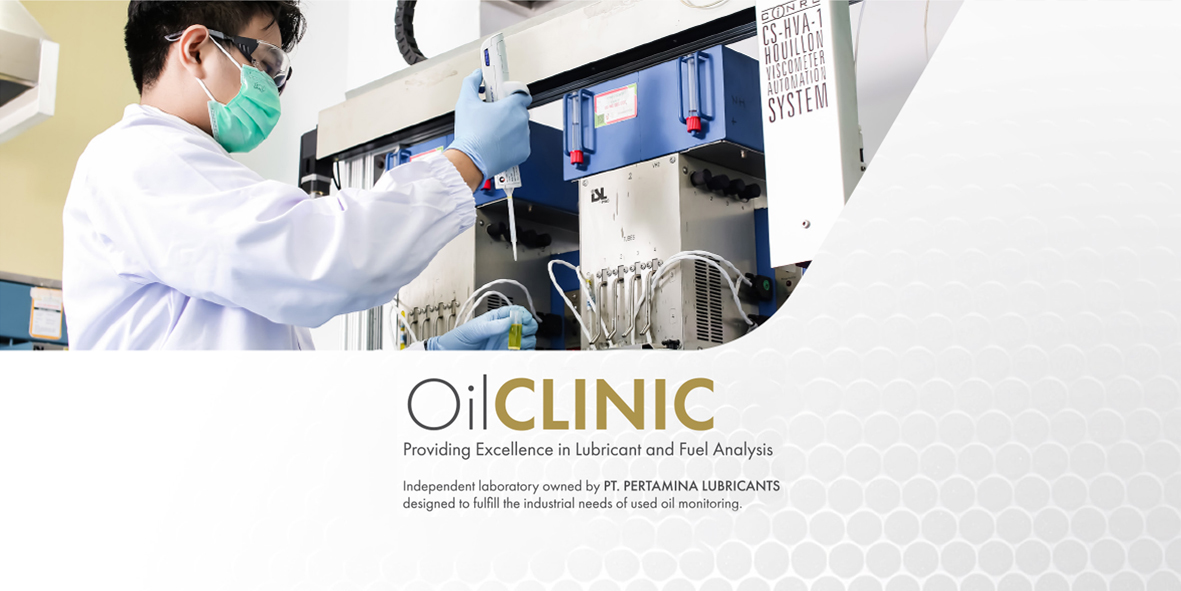 CS-HVA-1
HOUILLON
VISCOMETER
AUTOMATION
SYSTEM
ISL
OilCLINIC
Providing Excellence in Lubricant and Fuel Analysis
Independent laboratory owned by PT. PERTAMINA LUBRICANTS
designed to fulfill the industrial needs of used oil monitoring.